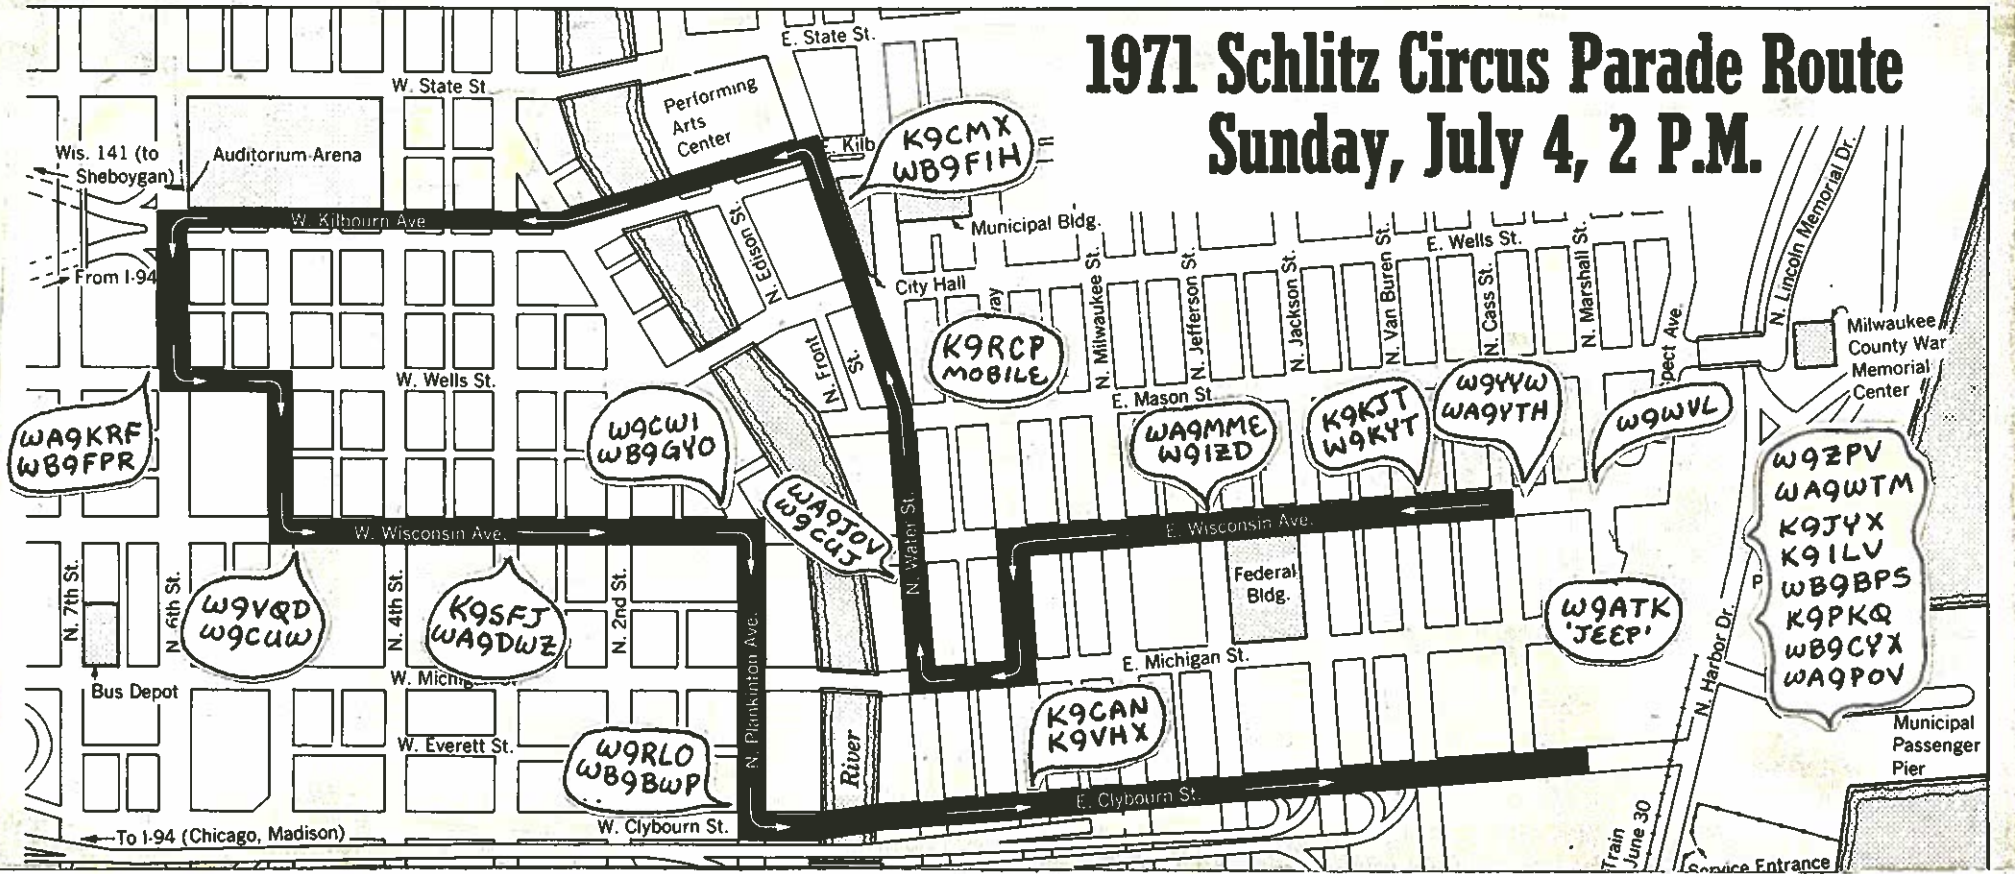 1971 Schlitz Circus Parade Route
Sunday, July 4, 2 P.M.
E. State St.
W. State St.
Performing
Arts
Center
Wis. 141 (to
Sheboygan)
Auditorium-Arena
E. Kilb
K9CMX
WB9FIH
W. Kilbourn Ave
Municipal Bldg.
N. Edison St.
From I-94
City Hall
N. Milwaukee St.
N. Jefferson St.
N. Jackson St.
N. Van Buren St.
E. Wells St.
N. Cass St.
N. Marshall St.
pect Ave.
N. Lincoln Memorial Dr.
Milwaukee
County War
Memorial
Center
N. Front
St.
K9RCP
MOBILE
W. Wells St.
E. Mason St.
WA9KRF
WB9FPR
W9CWI
WB9GYO
WA9JOV
W9CUJ
WA9MME
W9IZD
K9KJT
W9KYT
W9YYW
WA9YTH
W9WVL
W9ZPV
WA9WTM
K9JYX
K9ILV
WB9BPS
K9PKQ
WB9CYX
WA9POV
W. Wisconsin Ave.
N. Water St.
E. Wisconsin Ave.
Federal
Bldg.
P
N. 7th St.
N. 6th St.
W9VQD
W9CUW
N. 4th St.
K9SFJ
WA9DWZ
N. 2nd St.
N. Plankinton Ave.
W9ATK
'JEEP'
E. Michigan St.
N. Harbor Dr.
Bus Depot
W. Michig
W. Everett St.
W9RLO
WB9BWP
River
K9CAN
K9VHX
Municipal
Passenger
Pier
E. Clybourn St.
W. Clybourn St.
To I-94 (Chicago, Madison)
Train
June 30
Service Entrance